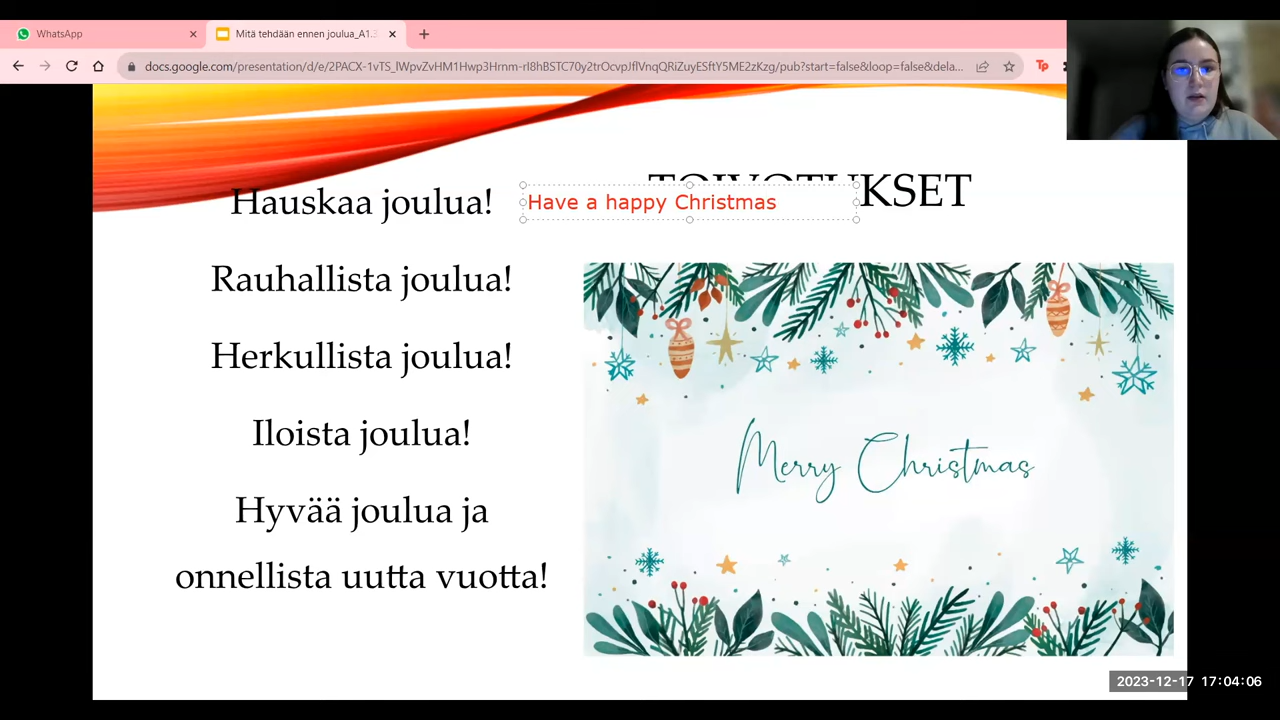 WhatsApp
Mitä tehdään ennen joulua_A1.
docs.google.com/presentation/d/e/2PACX-1vTS_lWpvZvHM1Hwp3Hrnm-rl8hBSTC70y2trOcvpJflVnqQRiZuyESftY5ME2zKzg/pub?start=false&loop=false&dela...
TOIVOTUKSET
Hauskaa joulua!
Have a happy Christmas
Rauhallista joulua!
Herkullista joulua!
Iloista joulua!
Hyvää joulua ja
onnellista uutta vuotta!
Merry Christmas
2023-12-17 17:04:06